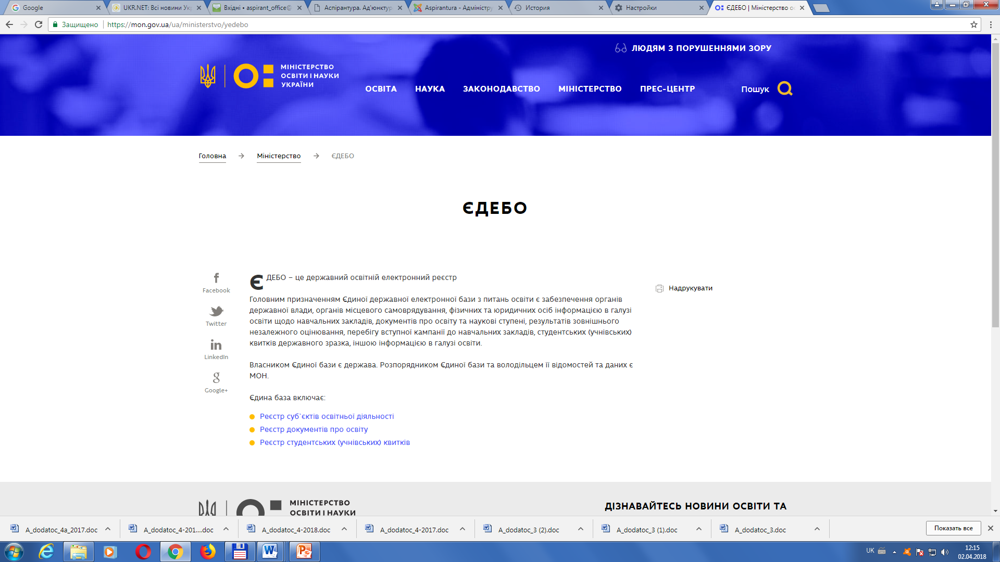 Google
UKR.NET: Всі новини Укр
Вхідні • aspirant_office@
Аспірантура. Ад'юнктур
Aspirantura - Адміністру
История
Настройки
ЄДЕБО | Міністерство ос
Защищено
https://mon.gov.ua/ua/ministerstvo/yedebo
ЛЮДЯМ З ПОРУШЕННЯМИ ЗОРУ
МІНІСТЕРСТВО
ОСВІТИ І НАУКИ
УКРАЇНИ
ОСВІТА
НАУКА
ЗАКОНОДАВСТВО
МІНІСТЕРСТВО
ПРЕС-ЦЕНТР
Пошук
Головна
Міністерство
ЄДЕБО
ЄДЕБО
Facebook
Twitter
LinkedIn
Google+
ЄДЕБО – це державний освітній електронний реєстр
Надрукувати
Головним призначенням Єдиної державної електронної бази з питань освіти є забезпечення органів
державної влади, органів місцевого самоврядування, фізичних та юридичних осіб інформацією в галузі
освіти щодо навчальних закладів, документів про освіту та наукові ступені, результатів зовнішнього
незалежного оцінювання, перебігу вступної кампанії до навчальних закладів, студентських (учнівських)
квитків державного зразка, іншою інформацією в галузі освіти.
Власником Єдиної бази є держава. Розпорядником Єдиної бази та володільцем її відомостей та даних є
МОН.
Єдина база включає:
Реєстр суб`єктів освітньої діяльності
Реєстр документів про освіту
Реєстр студентських (учнівських) квитків
МІНІСТЕРСТВО
ОСВІТИ І НАУКИ
ДІЗНАВАЙТЕСЬ НОВИНИ ОСВІТИ ТА
A_dodatoc_4a_2017.doc
A_dodatoc_4-201....doc
A_dodatoc_4-2018.doc
A_dodatoc_4-2017.doc
A_dodatoc_3 (2).doc
A_dodatoc_3 (1).doc
A_dodatoc_3.doc
Показать все
UK
12:15
02.04.2018